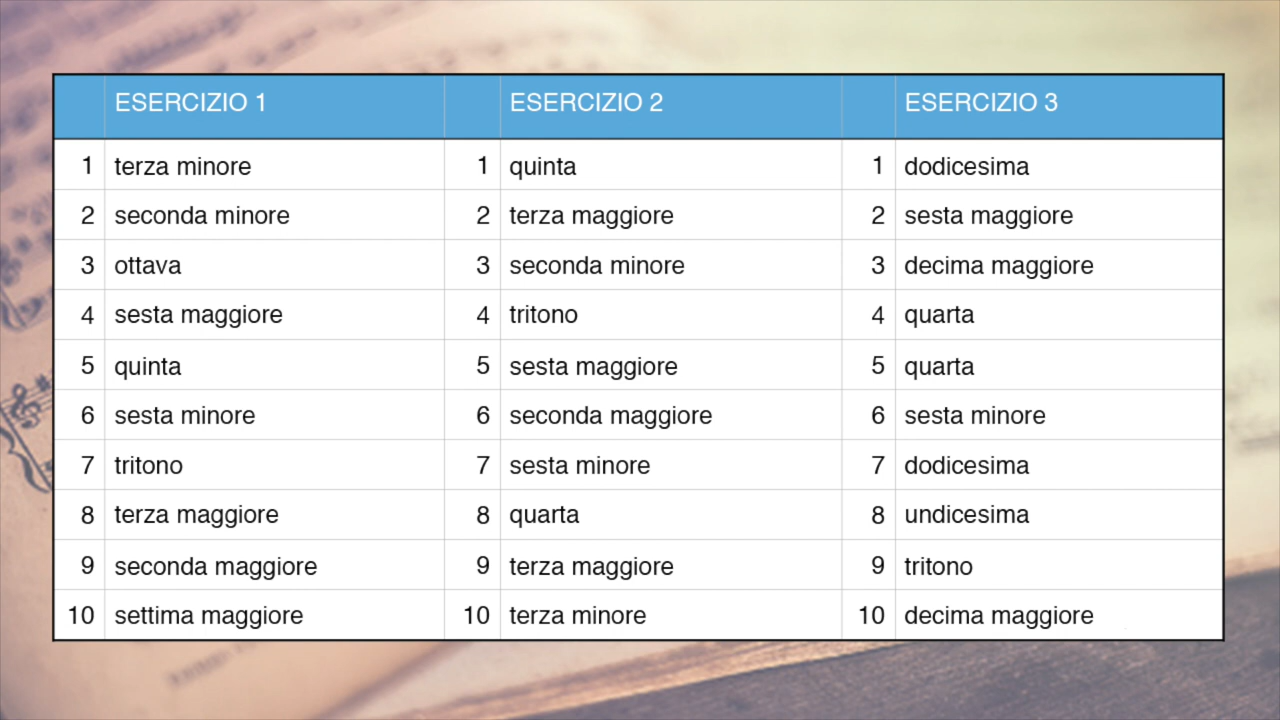 ESERCIZIO 1 ESERCIZIO 2 ESERCIZIO 3
1 terza minore 1 quinta 1 dodicesima
2 seconda minore 2 terza maggiore 2 sesta maggiore
3 ottava 3 seconda minore 3 decima maggiore
4 sesta maggiore 4 tritono 4 quarta
5 quinta 5 sesta maggiore 5 quarta
6 sesta minore 6 seconda maggiore 6 sesta minore
7 tritono 7 sesta minore 7 dodicesima
8 terza maggiore 8 quarta 8 undicesima
9 seconda maggiore 9 terza maggiore 9 tritono
10 settima maggiore 10 terza minore 10 decima maggiore